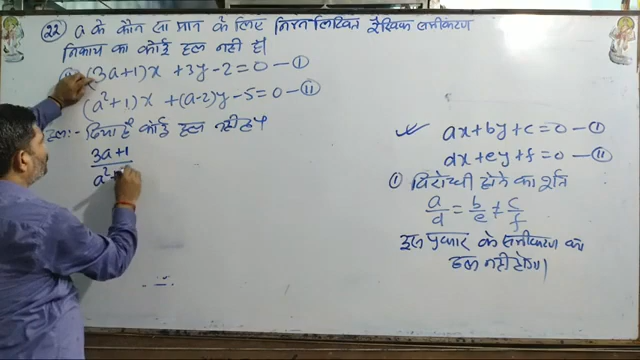 22 a के कौन सा मान के लिए निम्नलिखित रैखिक समीकरण
निकाय का कोई हल नही है।
(3a+1)x + 3y - 2 = 0 - I
(a²+1)x + (a-2)y - 5 = 0 - II
हल:- दिया है कोई हल नही है।
3a+1
a²+
ax + by + c = 0 - I
dx + ey + f = 0 - II
① विरोधी होने का शर्त
a/d = b/e ≠ c/f
इस प्रकार के समीकरण का
हल नही होगा।